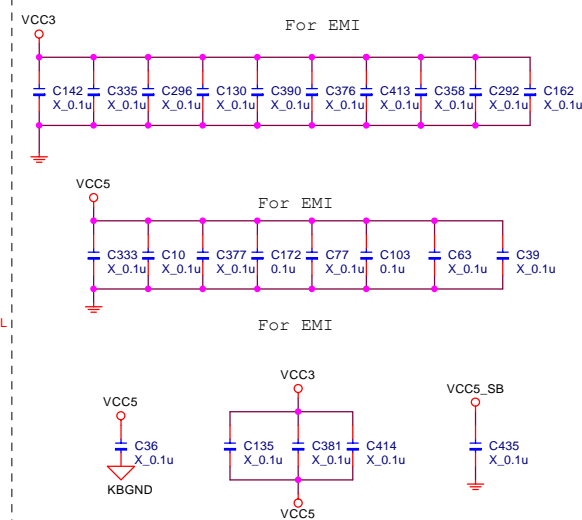 VCC3
For EMI
C142 C335 C296 C130 C390 C376 C413 C358 C292 C162
X_0.1u X_0.1u X_0.1u X_0.1u X_0.1u X_0.1u X_0.1u X_0.1u X_0.1u X_0.1u
VCC5
For EMI
C333 C10 C377 C172 C77 C103 C63 C39
X_0.1u X_0.1u X_0.1u 0.1u X_0.1u 0.1u X_0.1u X_0.1u
L
For EMI
VCC3
VCC5
VCC5_SB
C36 C135 C381 C414 C435
X_0.1u X_0.1u X_0.1u X_0.1u X_0.1u
KBGND
VCC5